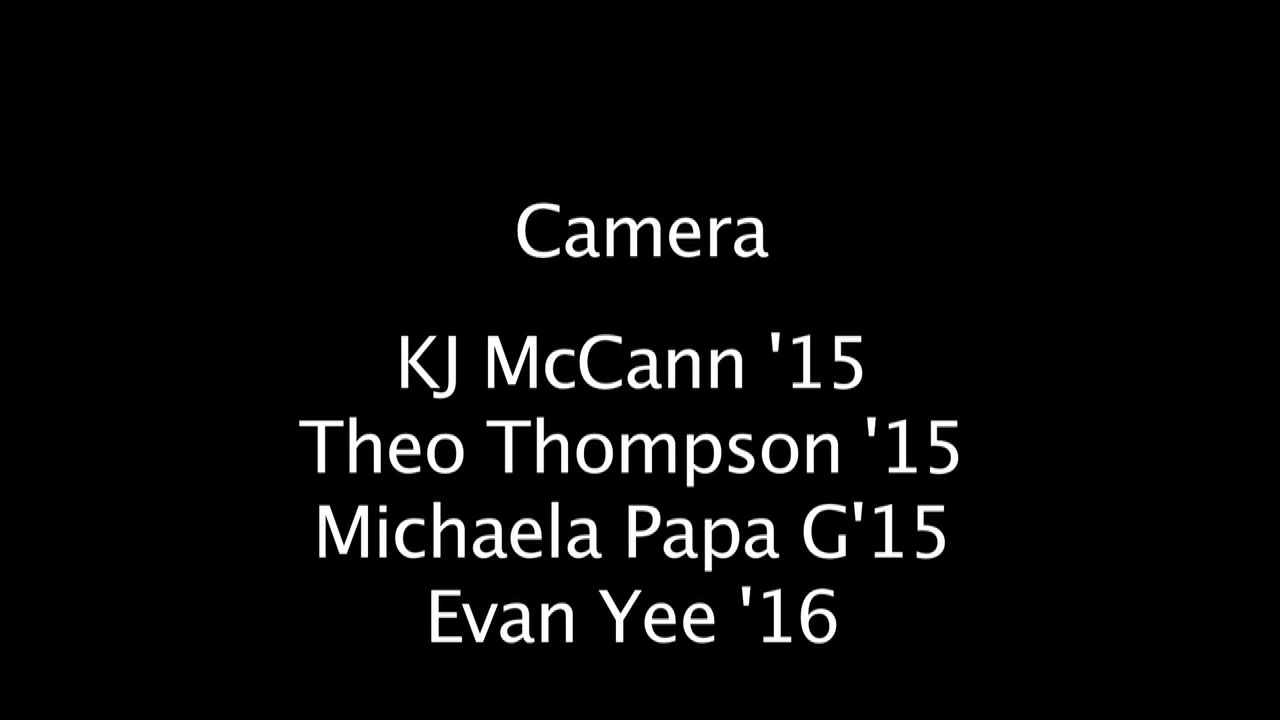 Camera
KJ McCann '15
Theo Thompson '15
Michaela Papa G'15
Evan Yee '16